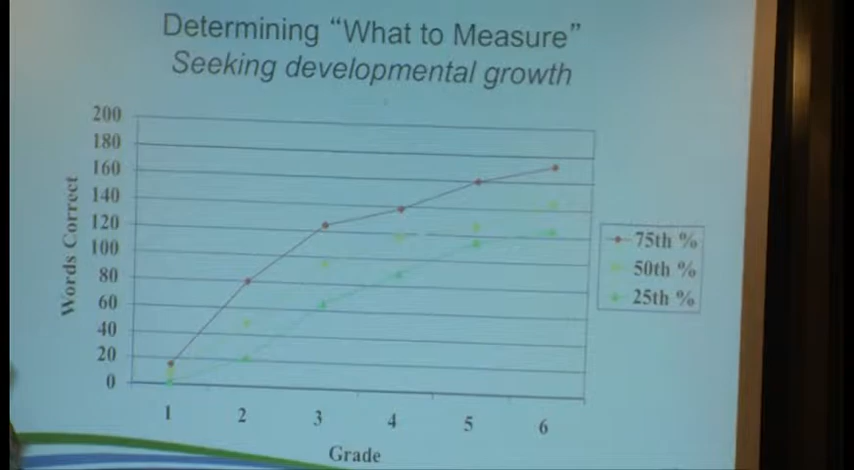 Determining “What to Measure”
Seeking developmental growth
200
180
160
140
120
100
80
60
40
20
0
Words Correct
1 2 3 4 5 6
Grade
75th %
50th %
25th %